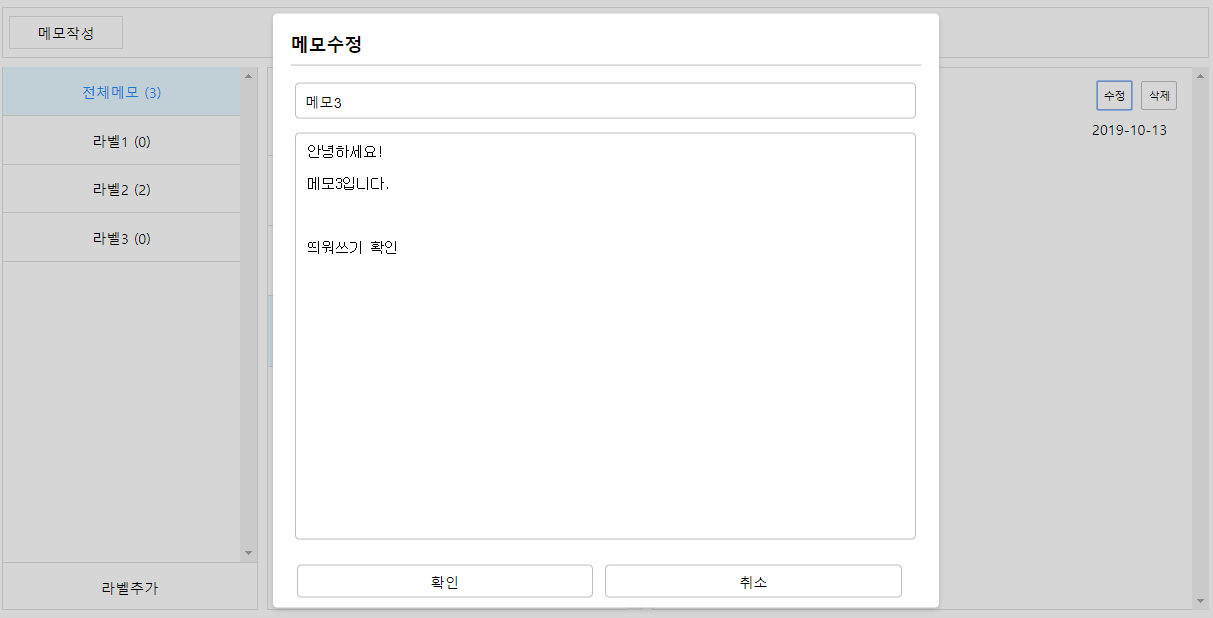 메모작성
전체메모 (3)
라벨1 (0)
라벨2 (2)
라벨3 (0)
라벨추가
메모수정
메모3
안녕하세요!
메모3입니다.
띄워쓰기 확인
확인
취소
수정
삭제
2019-10-13